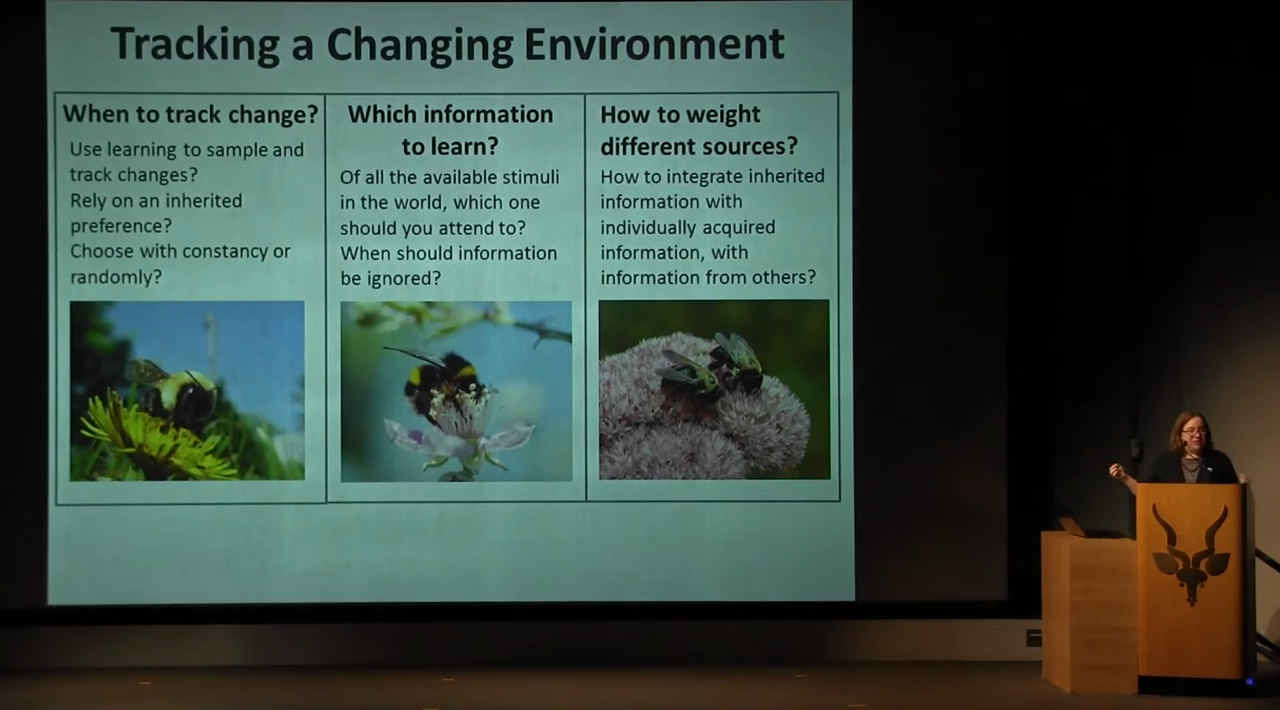 Tracking a Changing Environment
When to track change?
Use learning to sample and
track changes?
Rely on an inherited
preference?
Choose with constancy or
randomly?
Which information
to learn?
Of all the available stimuli
in the world, which one
should you attend to?
When should information
be ignored?
How to weight
different sources?
How to integrate inherited
information with
individually acquired
information, with
information from others?